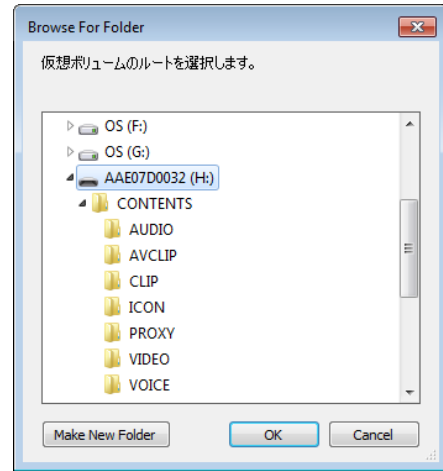 Browse For Folder
仮想ボリュームのルートを選択します。
OS (F:)
OS (G:)
AAE07D0032 (H:)
CONTENTS
AUDIO
AVCLIP
CLIP
ICON
PROXY
VIDEO
VOICE
Make New Folder
OK
Cancel